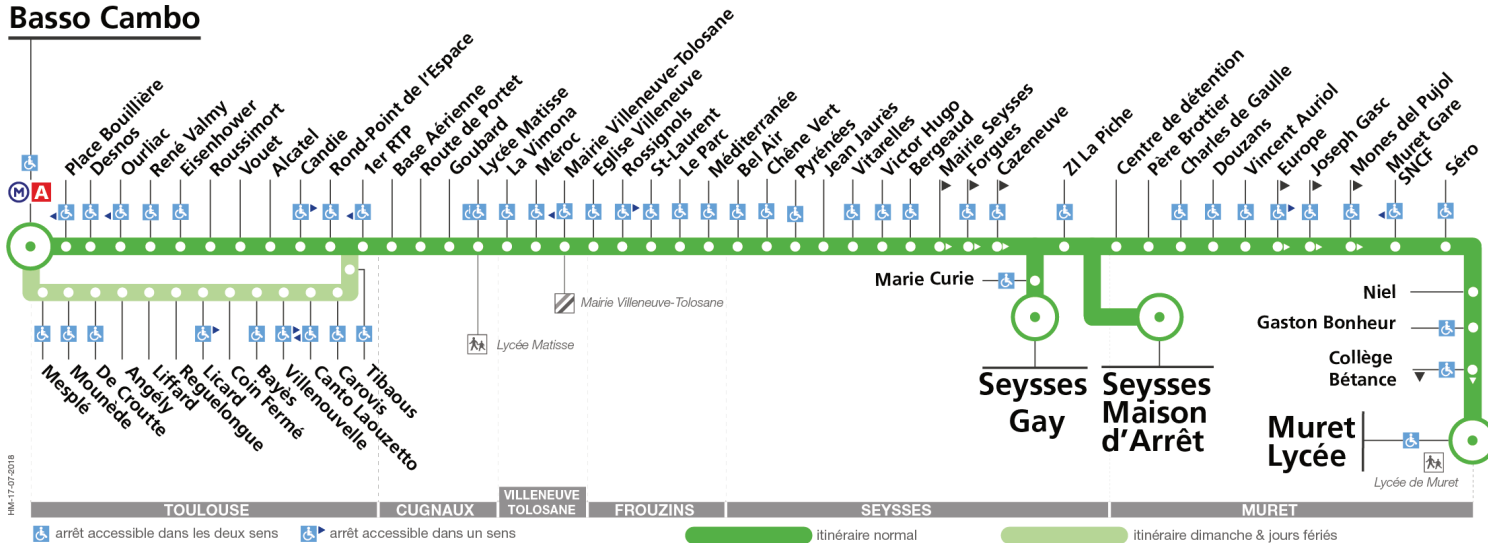 Basso Cambo
M A
Place Bouillière
Desnos
Ourliac
René Valmy
Eisenhower
Roussimort
Vouet
Alcatel
Candie
Rond-Point de l'Espace
1er RTP
Base Aérienne
Route de Portet
Goubard
Lycée Matisse
La Vimona
Méroc
Mairie Villeneuve-Tolosane
Eglise Villeneuve
Rossignols
St-Laurent
Le Parc
Méditerranée
Bel Air
Chêne Vert
Pyrénées
Jean Jaurès
Vitarelles
Victor Hugo
Bergeaud
Mairie Seysses
Forgues
Cazeneuve
ZI La Piche
Centre de détention
Père Brottier
Charles de Gaulle
Douzans
Vincent Auriol
Europe
Joseph Gasc
Mones del Pujol
Muret Gare
SNCF
Séro
Marie Curie
Niel
Mairie Villeneuve-Tolosane
Gaston Bonheur
Lycée Matisse
Collège
Bétance
Mesplé
Mounède
De Croutte
Angély
Liffard
Reguelongue
Licard
Coin Fermé
Bayès
Villenouvelle
Canto Laouzetto
Carovis
Tibaous
Seysses
Gay
Seysses
Maison
d'Arrêt
Muret
Lycée
Lycée de Muret
HM-17-07-2018
TOULOUSE
CUGNAUX
VILLENEUVE
TOLOSANE
FROUZINS
SEYSSES
MURET
arrêt accessible dans les deux sens
arrêt accessible dans un sens
itinéraire normal
itinéraire dimanche & jours fériés